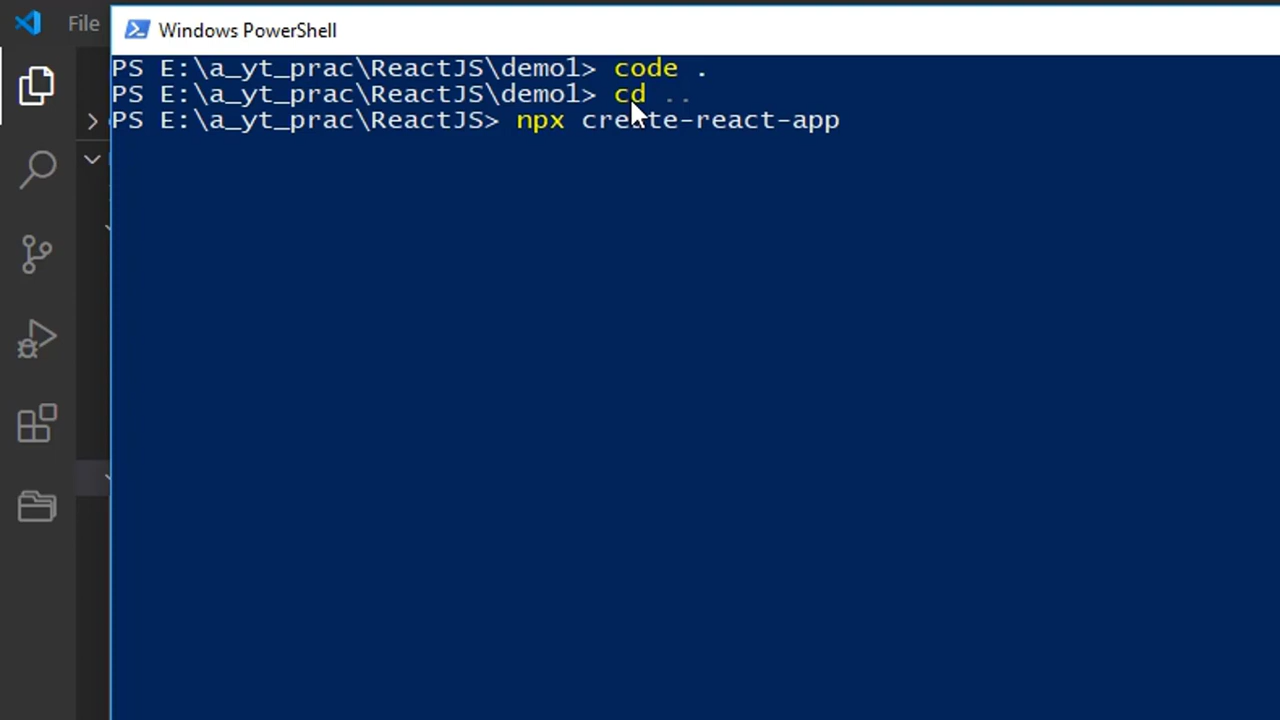 File
Windows PowerShell
PS E:\a_yt_prac\ReactJS\demo1> code .
PS E:\a_yt_prac\ReactJS\demo1> cd ..
PS E:\a_yt_prac\ReactJS> npx create-react-app